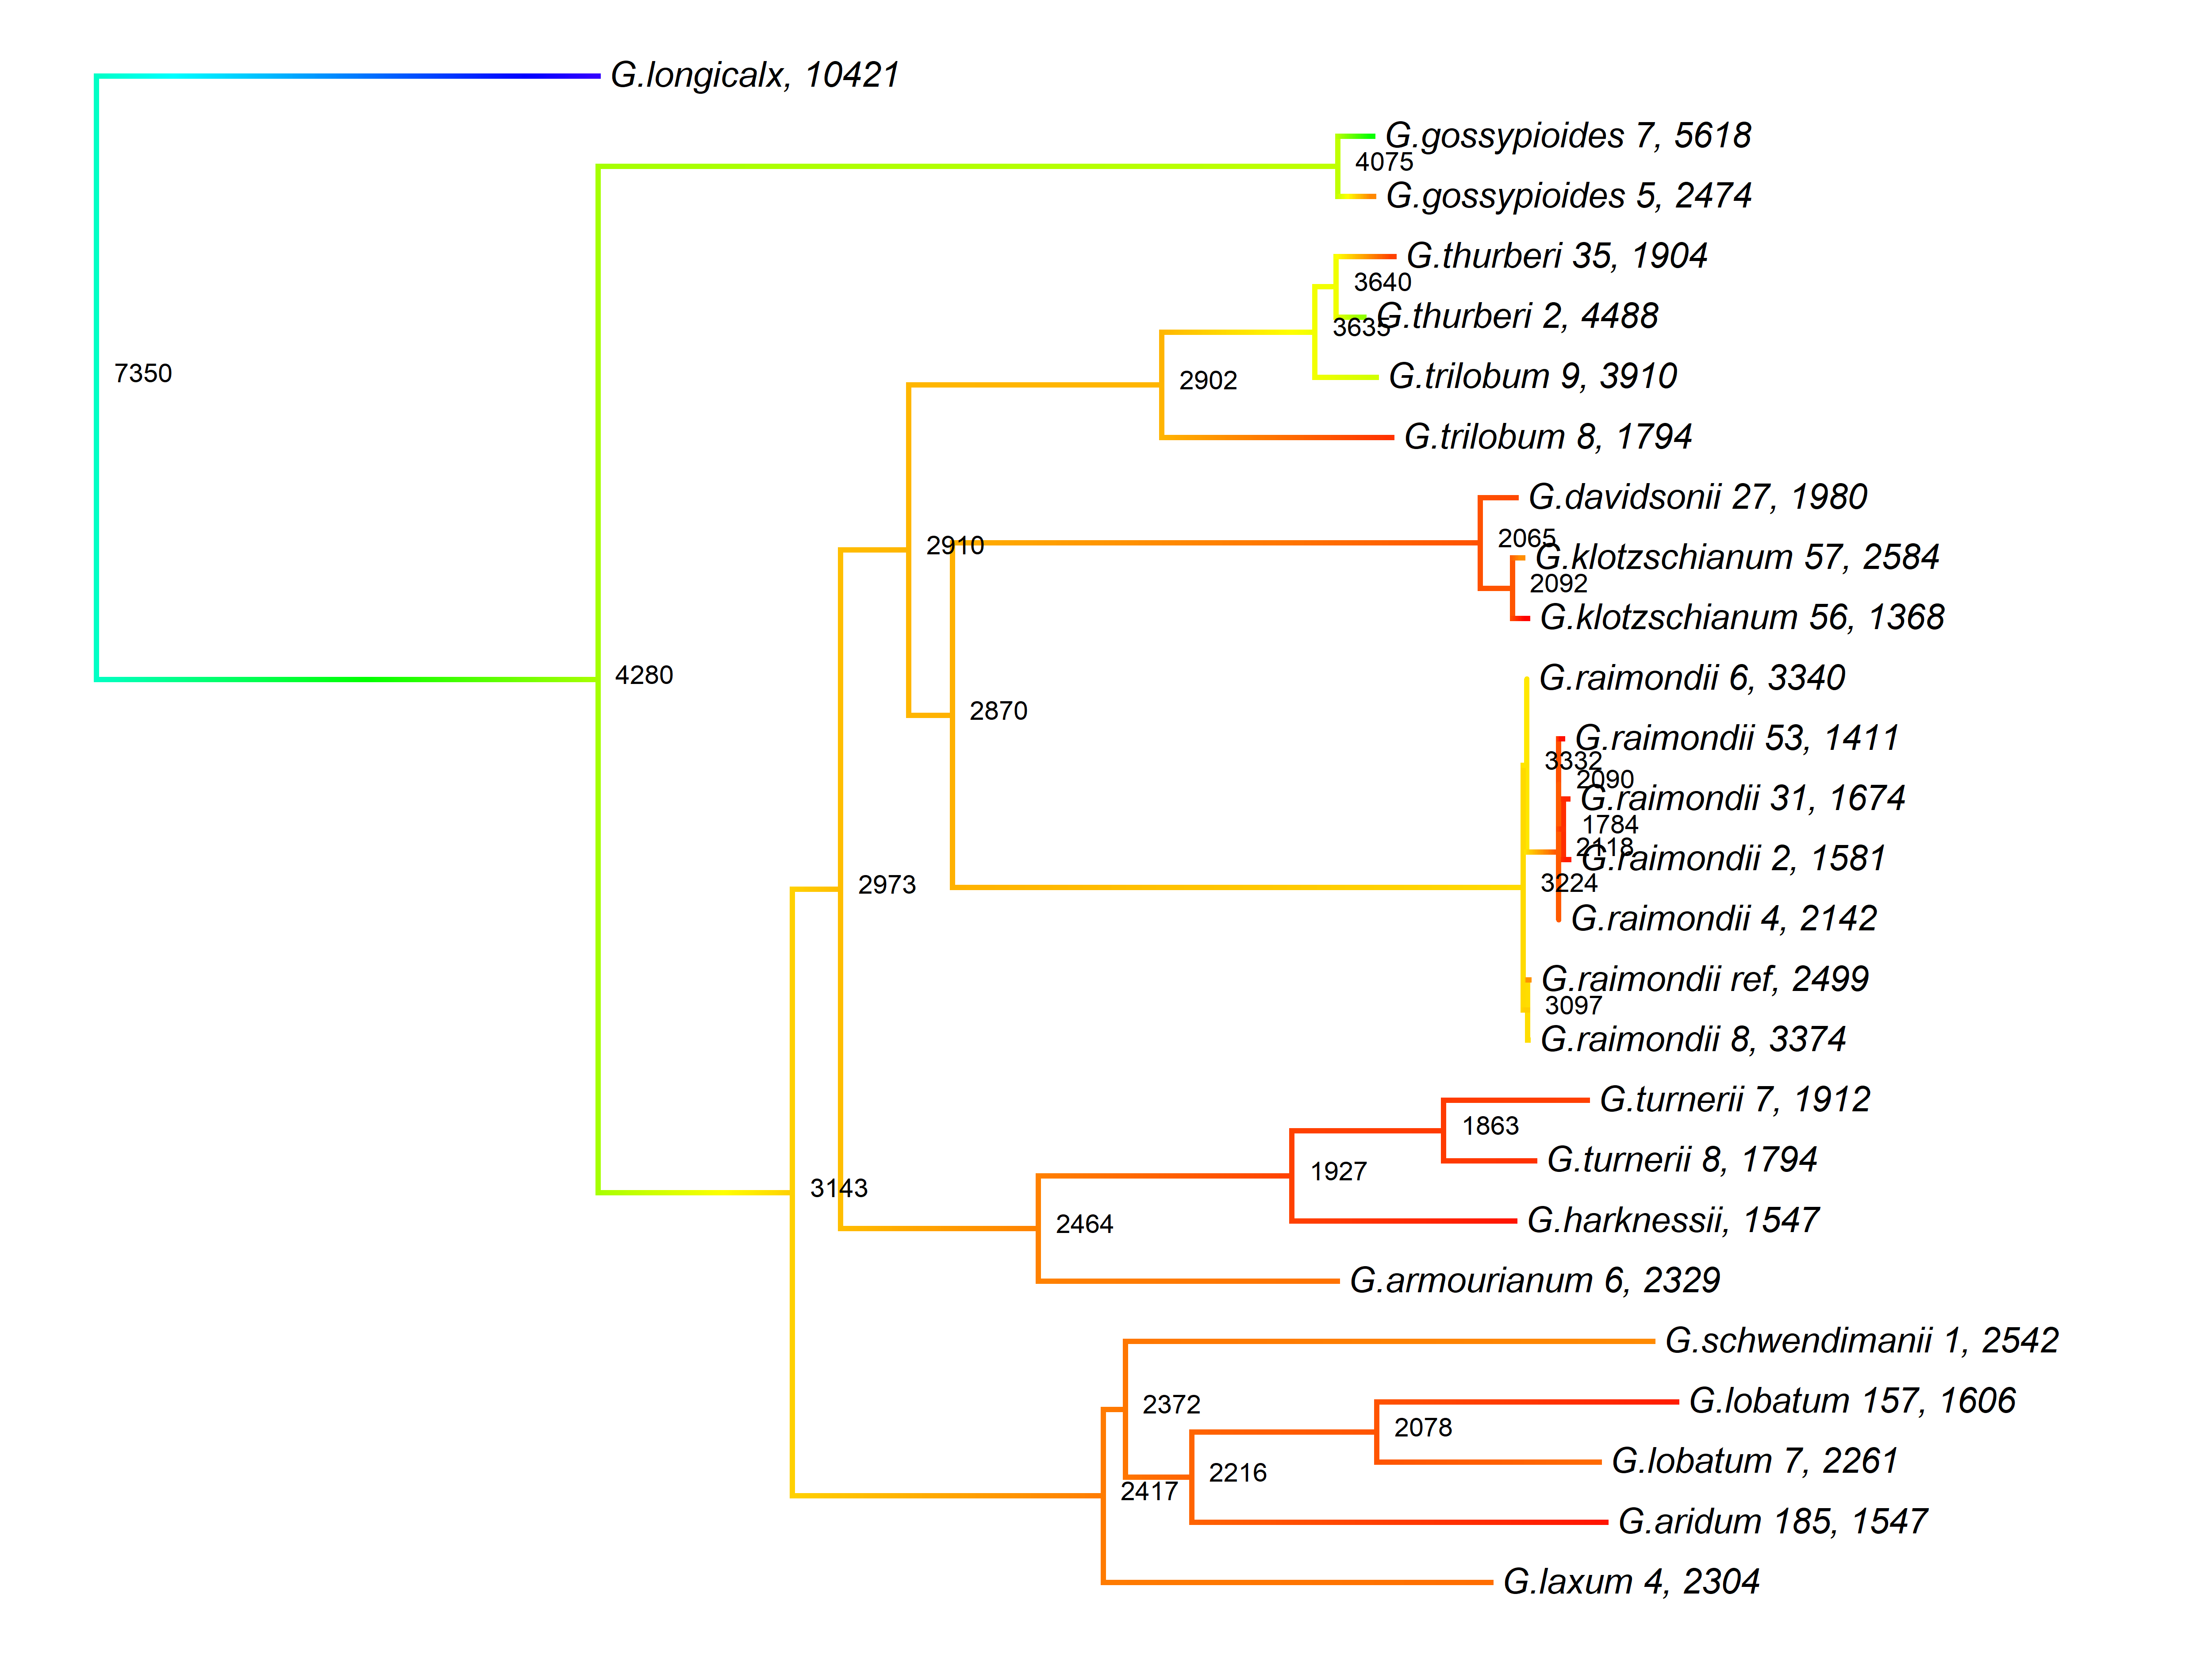 G.longicalx, 10421
G.gossypioides 7, 5618
4075
G.gossypioides 5, 2474
G.thurberi 35, 1904
3640
G.thurberi 2, 4488
3635
7350
G.trilobum 9, 3910
2902
G.trilobum 8, 1794
G.davidsonii 27, 1980
2065
2910
G.klotzschianum 57, 2584
2092
G.klotzschianum 56, 1368
4280
G.raimondii 6, 3340
2870
G.raimondii 53, 1411
3332
2090
G.raimondii 31, 1674
1784
2118
G.raimondii 2, 1581
2973
3224
G.raimondii 4, 2142
G.raimondii ref, 2499
3097
G.raimondii 8, 3374
G.turnerii 7, 1912
1863
G.turnerii 8, 1794
1927
3143
G.harknessii, 1547
2464
G.armourianum 6, 2329
G.schwendimanii 1, 2542
2372
G.lobatum 157, 1606
2078
G.lobatum 7, 2261
2216
2417
G.aridum 185, 1547
G.laxum 4, 2304